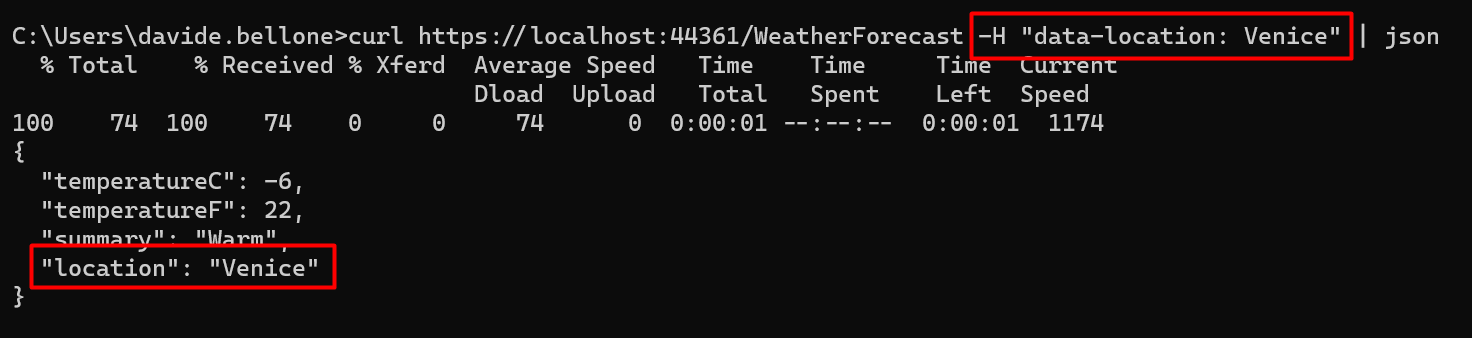 C:\Users\davide.bellone>curl https://localhost:44361/WeatherForecast -H "data-location: Venice" | json
  % Total    % Received % Xferd  Average Speed   Time    Time     Time  Current
                                 Dload  Upload   Total   Spent    Left  Speed
100    74  100    74    0     0     74      0  0:00:01 --:--:--  0:00:01  1174
{
  "temperatureC": -6,
  "temperatureF": 22,
  "summary": "Warm",
  "location": "Venice"
}